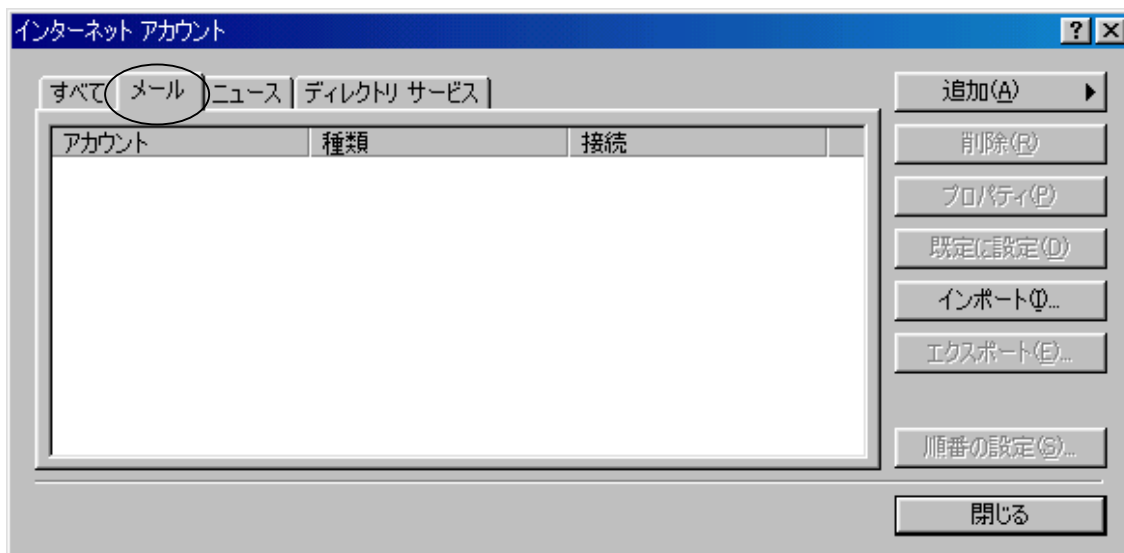 インターネット アカウント
すべて メール ニュース ディレクトリ サービス
アカウント 種類 接続
追加(A)
削除(R)
プロパティ(P)
既定に設定(D)
インポート(I)...
エクスポート(E)...
順番の設定(S)...
閉じる